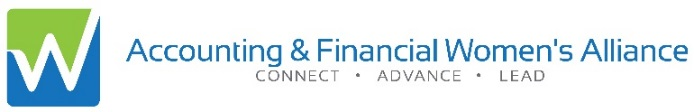 W
Accounting & Financial Women's Alliance
CONNECT • ADVANCE • LEAD